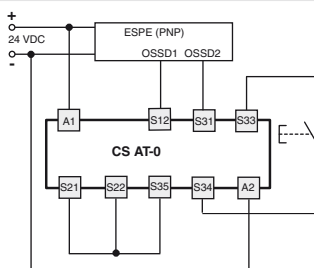 +
24 VDC
-
ESPE (PNP)
OSSD1 OSSD2
A1 S12 S31 S33
CS AT-0
S21 S22 S35 S34 A2